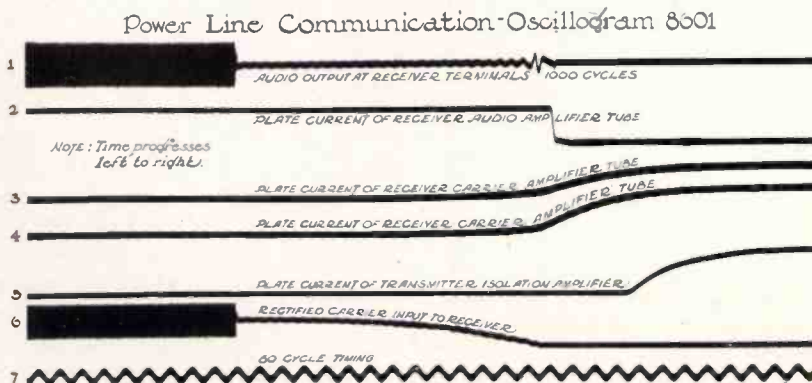 Power Line Communication-Oscillogram 8601
1
AUDIO OUTPUT AT RECEIVER TERMINALS 1000 CYCLES
2
PLATE CURRENT OF RECEIVER AUDIO AMPLIFIER TUBE
NOTE: Time progresses
left to right.
3
PLATE CURRENT OF RECEIVER CARRIER AMPLIFIER TUBE
4
PLATE CURRENT OF RECEIVER CARRIER AMPLIFIER TUBE
5
PLATE CURRENT OF TRANSMITTER ISOLATION AMPLIFIER
6
RECTIFIED CARRIER INPUT TO RECEIVER
60 CYCLE TIMING
7